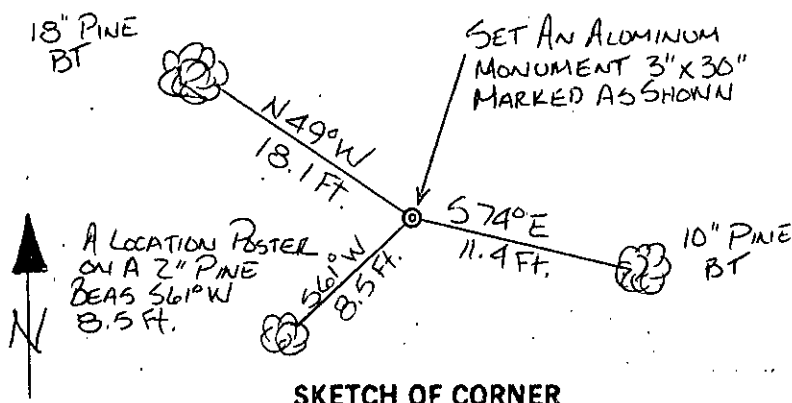 18" PINE
BT
SET AN ALUMINUM
MONUMENT 3"x30"
MARKED AS SHOWN
N49°W
18.1 Ft.
S74°E
11.4 Ft.
10" PINE
BT
A LOCATION POSTER
ON A 2" PINE
BEAS S61°W
8.5 Ft.
S61°W
8.5 Ft.
N
SKETCH OF CORNER